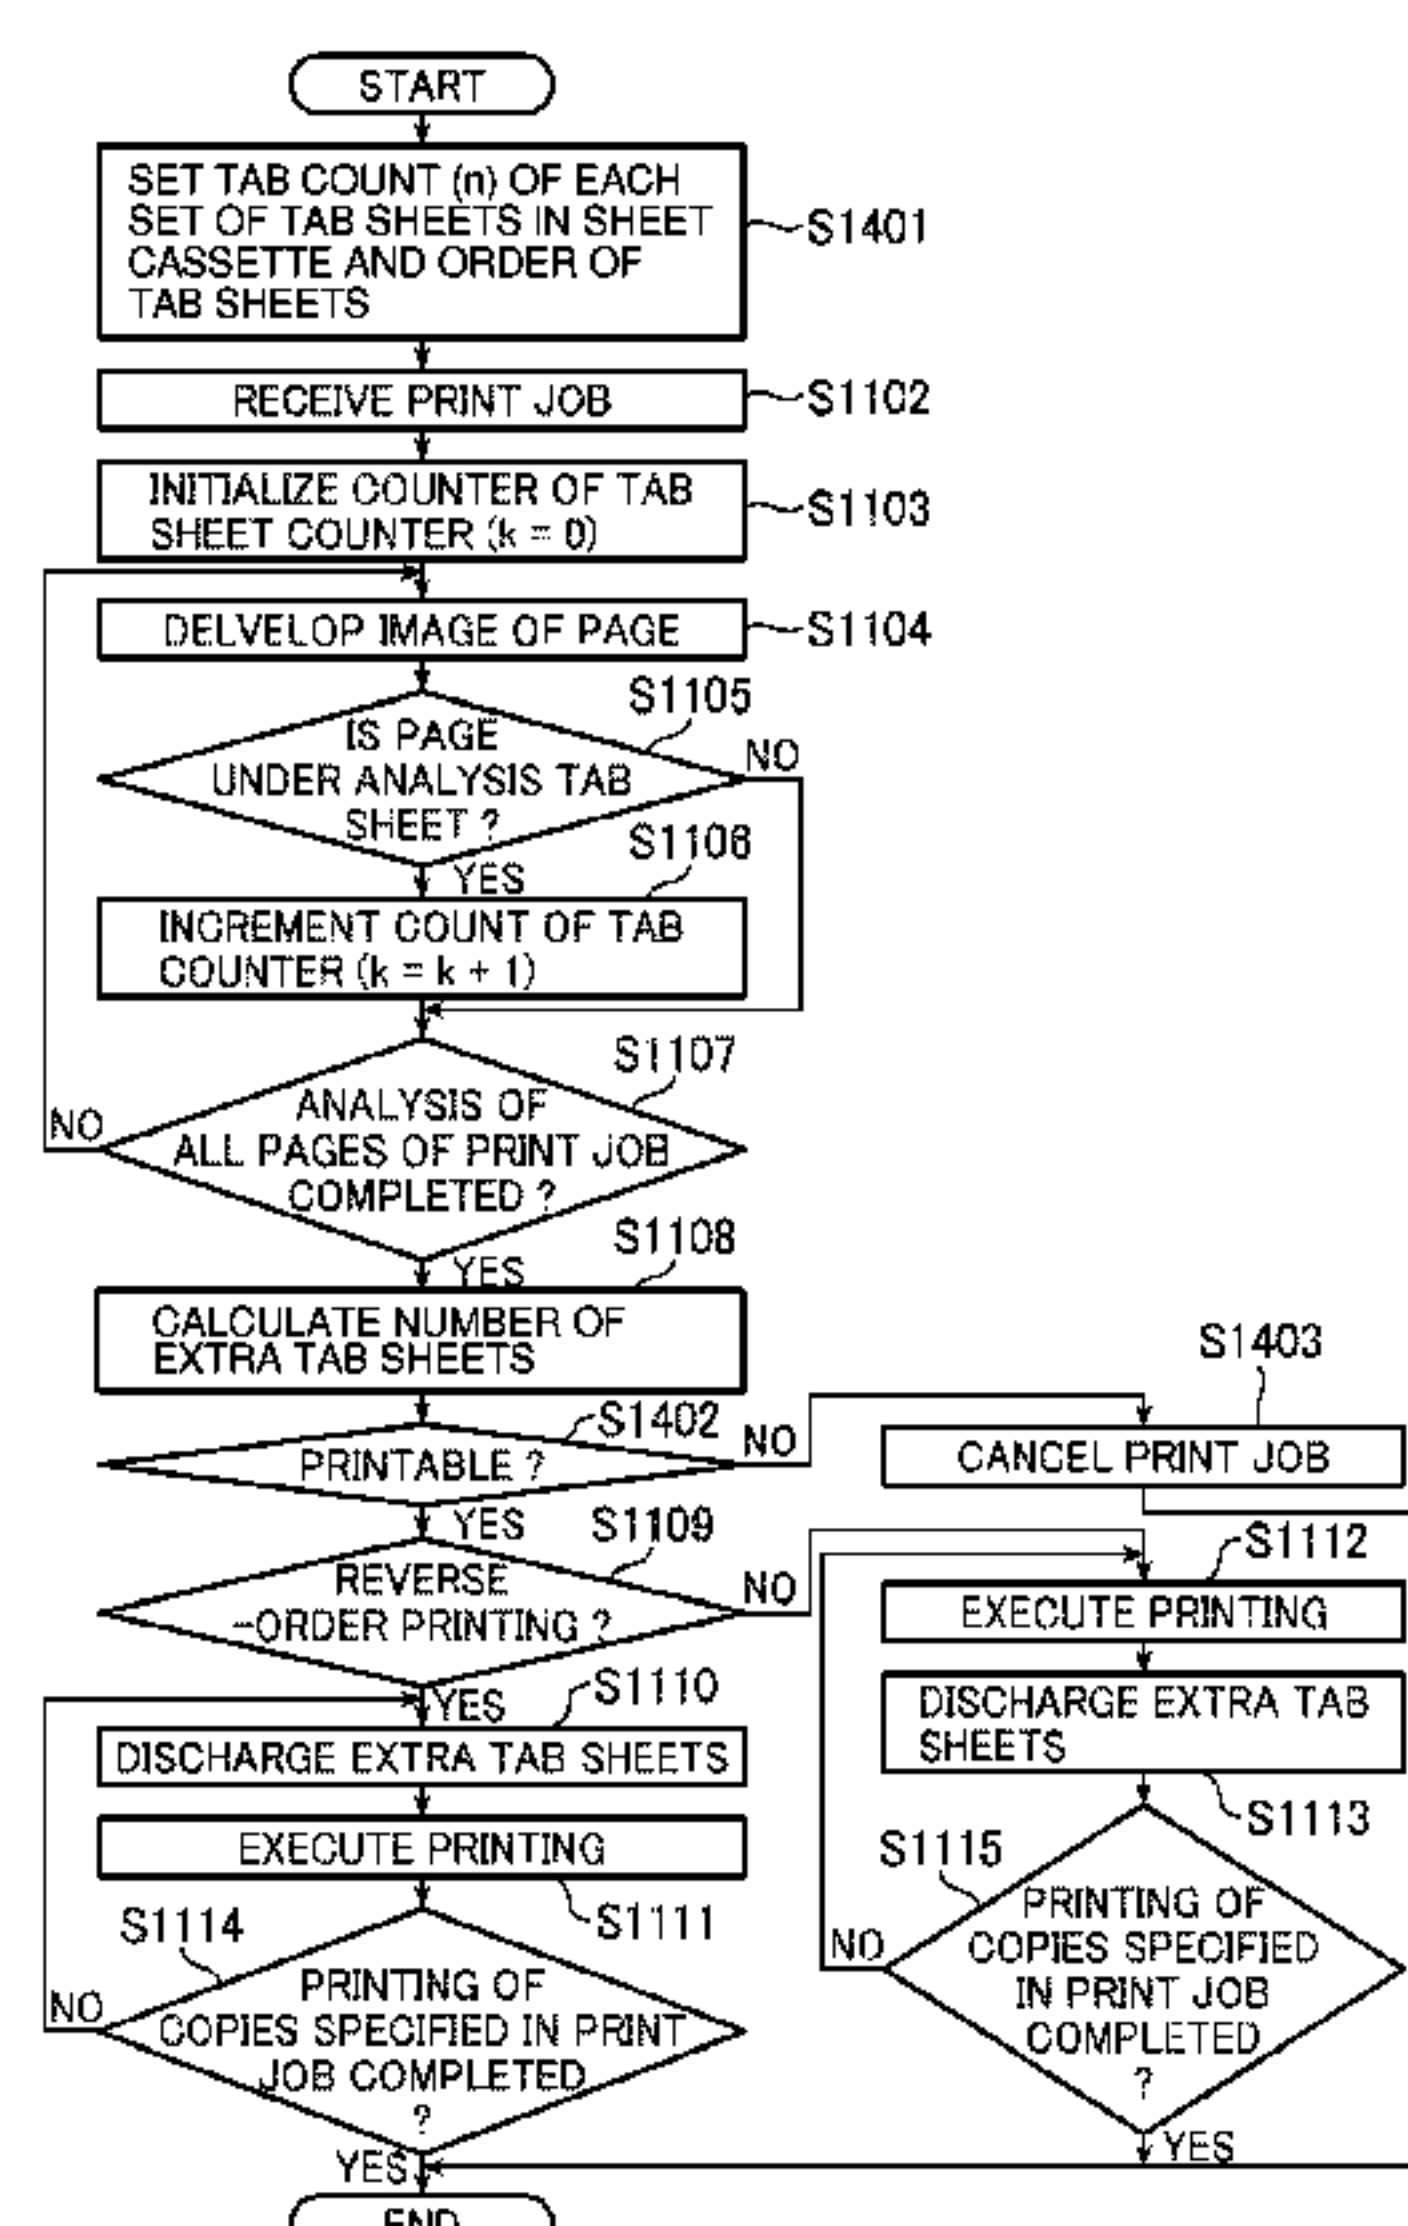 START
SET TAB COUNT (n) OF EACH
SET OF TAB SHEETS IN SHEET
CASSETTE AND ORDER OF
TAB SHEETS
S1401
RECEIVE PRINT JOB
S1102
INITIALIZE COUNTER OF TAB
SHEET COUNTER (k = 0)
S1103
DELVELOP IMAGE OF PAGE
S1104
S1105
IS PAGE
UNDER ANALYSIS TAB
SHEET ?
NO
YES
S1106
INCREMENT COUNT OF TAB
COUNTER (k = k + 1)
S1107
ANALYSIS OF
ALL PAGES OF PRINT JOB
COMPLETED ?
NO
YES
S1108
CALCULATE NUMBER OF
EXTRA TAB SHEETS
S1402
PRINTABLE ?
NO
YES
S1403
CANCEL PRINT JOB
S1109
REVERSE
-ORDER PRINTING ?
NO
YES
S1110
DISCHARGE EXTRA TAB SHEETS
EXECUTE PRINTING
S1111
S1114
PRINTING OF
COPIES SPECIFIED IN PRINT
JOB COMPLETED
?
NO
YES
S1112
EXECUTE PRINTING
DISCHARGE EXTRA TAB
SHEETS
S1113
S1115
PRINTING OF
COPIES SPECIFIED
IN PRINT JOB
COMPLETED
?
NO
YES
END